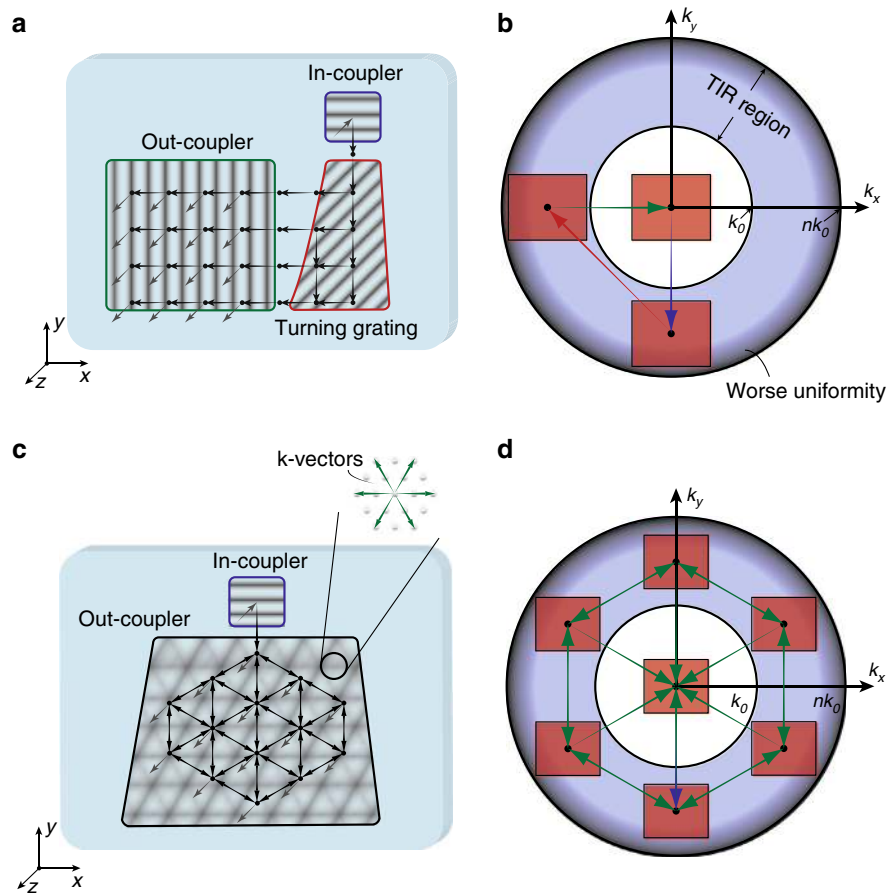 a
In-coupler
Out-coupler
Turning grating
y
z
x
b
k_y
TIR region
k_x
k_0
nk_0
Worse uniformity
c
k-vectors
In-coupler
Out-coupler
y
z
x
d
k_y
k_x
k_0
nk_0